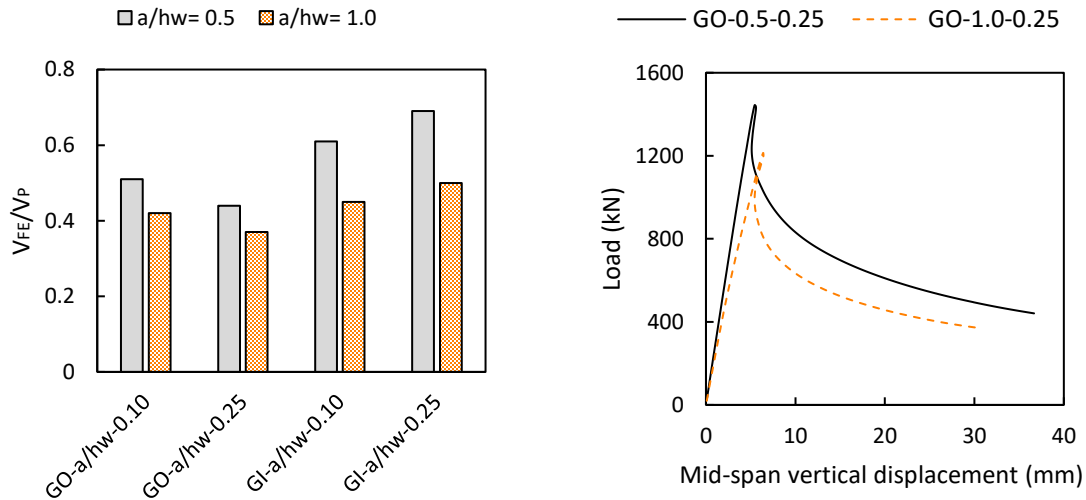 a/hw= 0.5 a/hw= 1.0
0.8
0.6
0.4
0.2
0
VFE/VP
GO-a/hw-0.10
GO-a/hw-0.25
GI-a/hw-0.10
GI-a/hw-0.25
GO-0.5-0.25 GO-1.0-0.25
1600
1200
800
400
0
Load (kN)
0 10 20 30 40
Mid-span vertical displacement (mm)